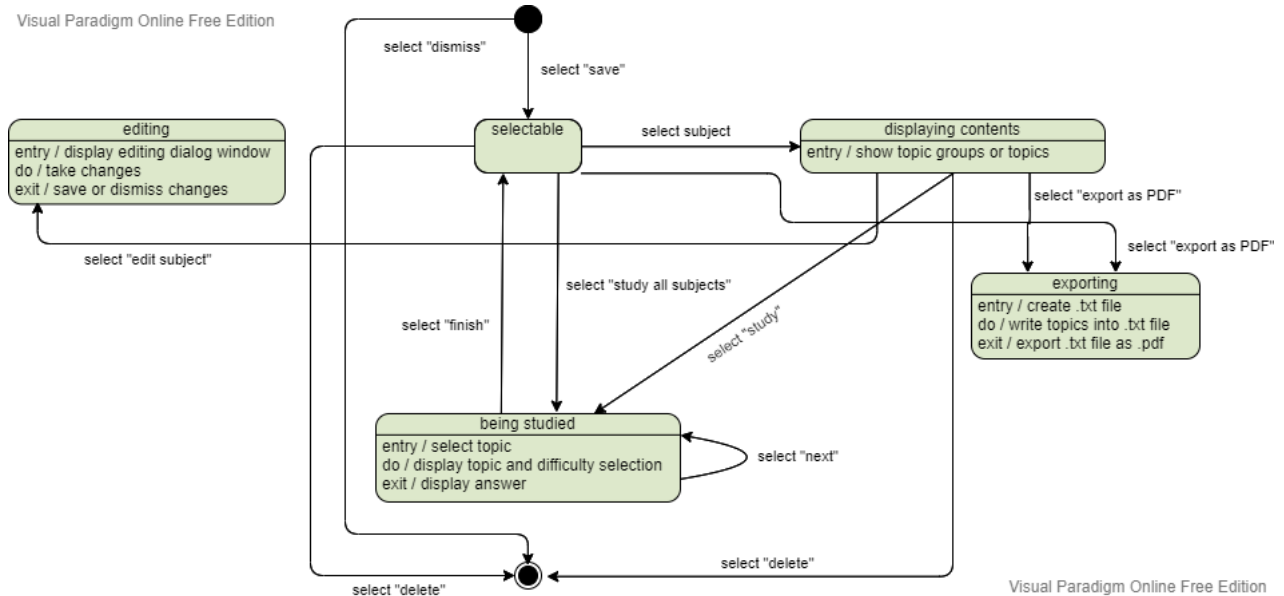 Visual Paradigm Online Free Edition
select "dismiss"
select "save"
editing
entry / display editing dialog window
do / take changes
exit / save or dismiss changes
selectable
select subject
displaying contents
entry / show topic groups or topics
select "export as PDF"
select "export as PDF"
select "edit subject"
exporting
entry / create .txt file
do / write topics into .txt file
exit / export .txt file as .pdf
select "study all subjects"
select "finish"
select "study"
being studied
entry / select topic
do / display topic and difficulty selection
exit / display answer
select "next"
select "delete"
select "delete"
Visual Paradigm Online Free Edition